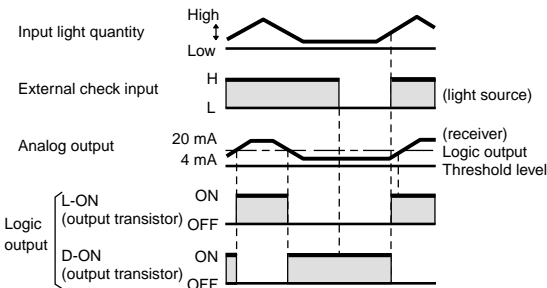 Input light quantity
High
Low
External check input
H
L
(light source)
Analog output
20 mA
4 mA
(receiver)
Logic output
Threshold level
Logic
output
L-ON
(output transistor)
ON
OFF
D-ON
(output transistor)
ON
OFF